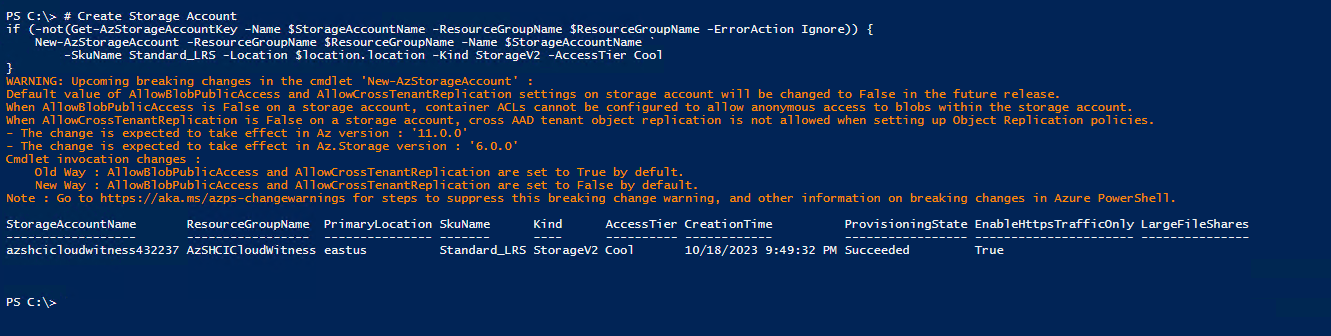 PS C:\> # Create Storage Account
if (-not(Get-AzStorageAccountKey -Name $StorageAccountName -ResourceGroupName $ResourceGroupName -ErrorAction Ignore)) {
    New-AzStorageAccount -ResourceGroupName $ResourceGroupName -Name $StorageAccountName `
        -SkuName Standard_LRS -Location $location.location -Kind StorageV2 -AccessTier Cool
}
WARNING: Upcoming breaking changes in the cmdlet 'New-AzStorageAccount' :
Default value of AllowBlobPublicAccess and AllowCrossTenantReplication settings on storage account will be changed to False in the future release.
When AllowBlobPublicAccess is False on a storage account, container ACLs cannot be configured to allow anonymous access to blobs within the storage account.
When AllowCrossTenantReplication is False on a storage account, cross AAD tenant object replication is not allowed when setting up Object Replication policies.
- The change is expected to take effect in Az version : '11.0.0'
- The change is expected to take effect in Az.Storage version : '6.0.0'
Cmdlet invocation changes :
    Old Way : AllowBlobPublicAccess and AllowCrossTenantReplication are set to True by defult.
    New Way : AllowBlobPublicAccess and AllowCrossTenantReplication are set to False by default.
Note : Go to https://aka.ms/azps-changewarnings for steps to suppress this breaking change warning, and other information on breaking changes in Azure PowerShell.
StorageAccountName       ResourceGroupName  PrimaryLocation SkuName      Kind      AccessTier CreationTime          ProvisioningState EnableHttpsTrafficOnly LargeFileShares
------------------       -----------------  --------------- -------      ----      ---------- ------------          ----------------- ---------------------- ---------------
azshcicloudwitness432237 AzSHCICloudWitness eastus          Standard_LRS StorageV2 Cool       10/18/2023 9:49:32 PM Succeeded         True
PS C:\>